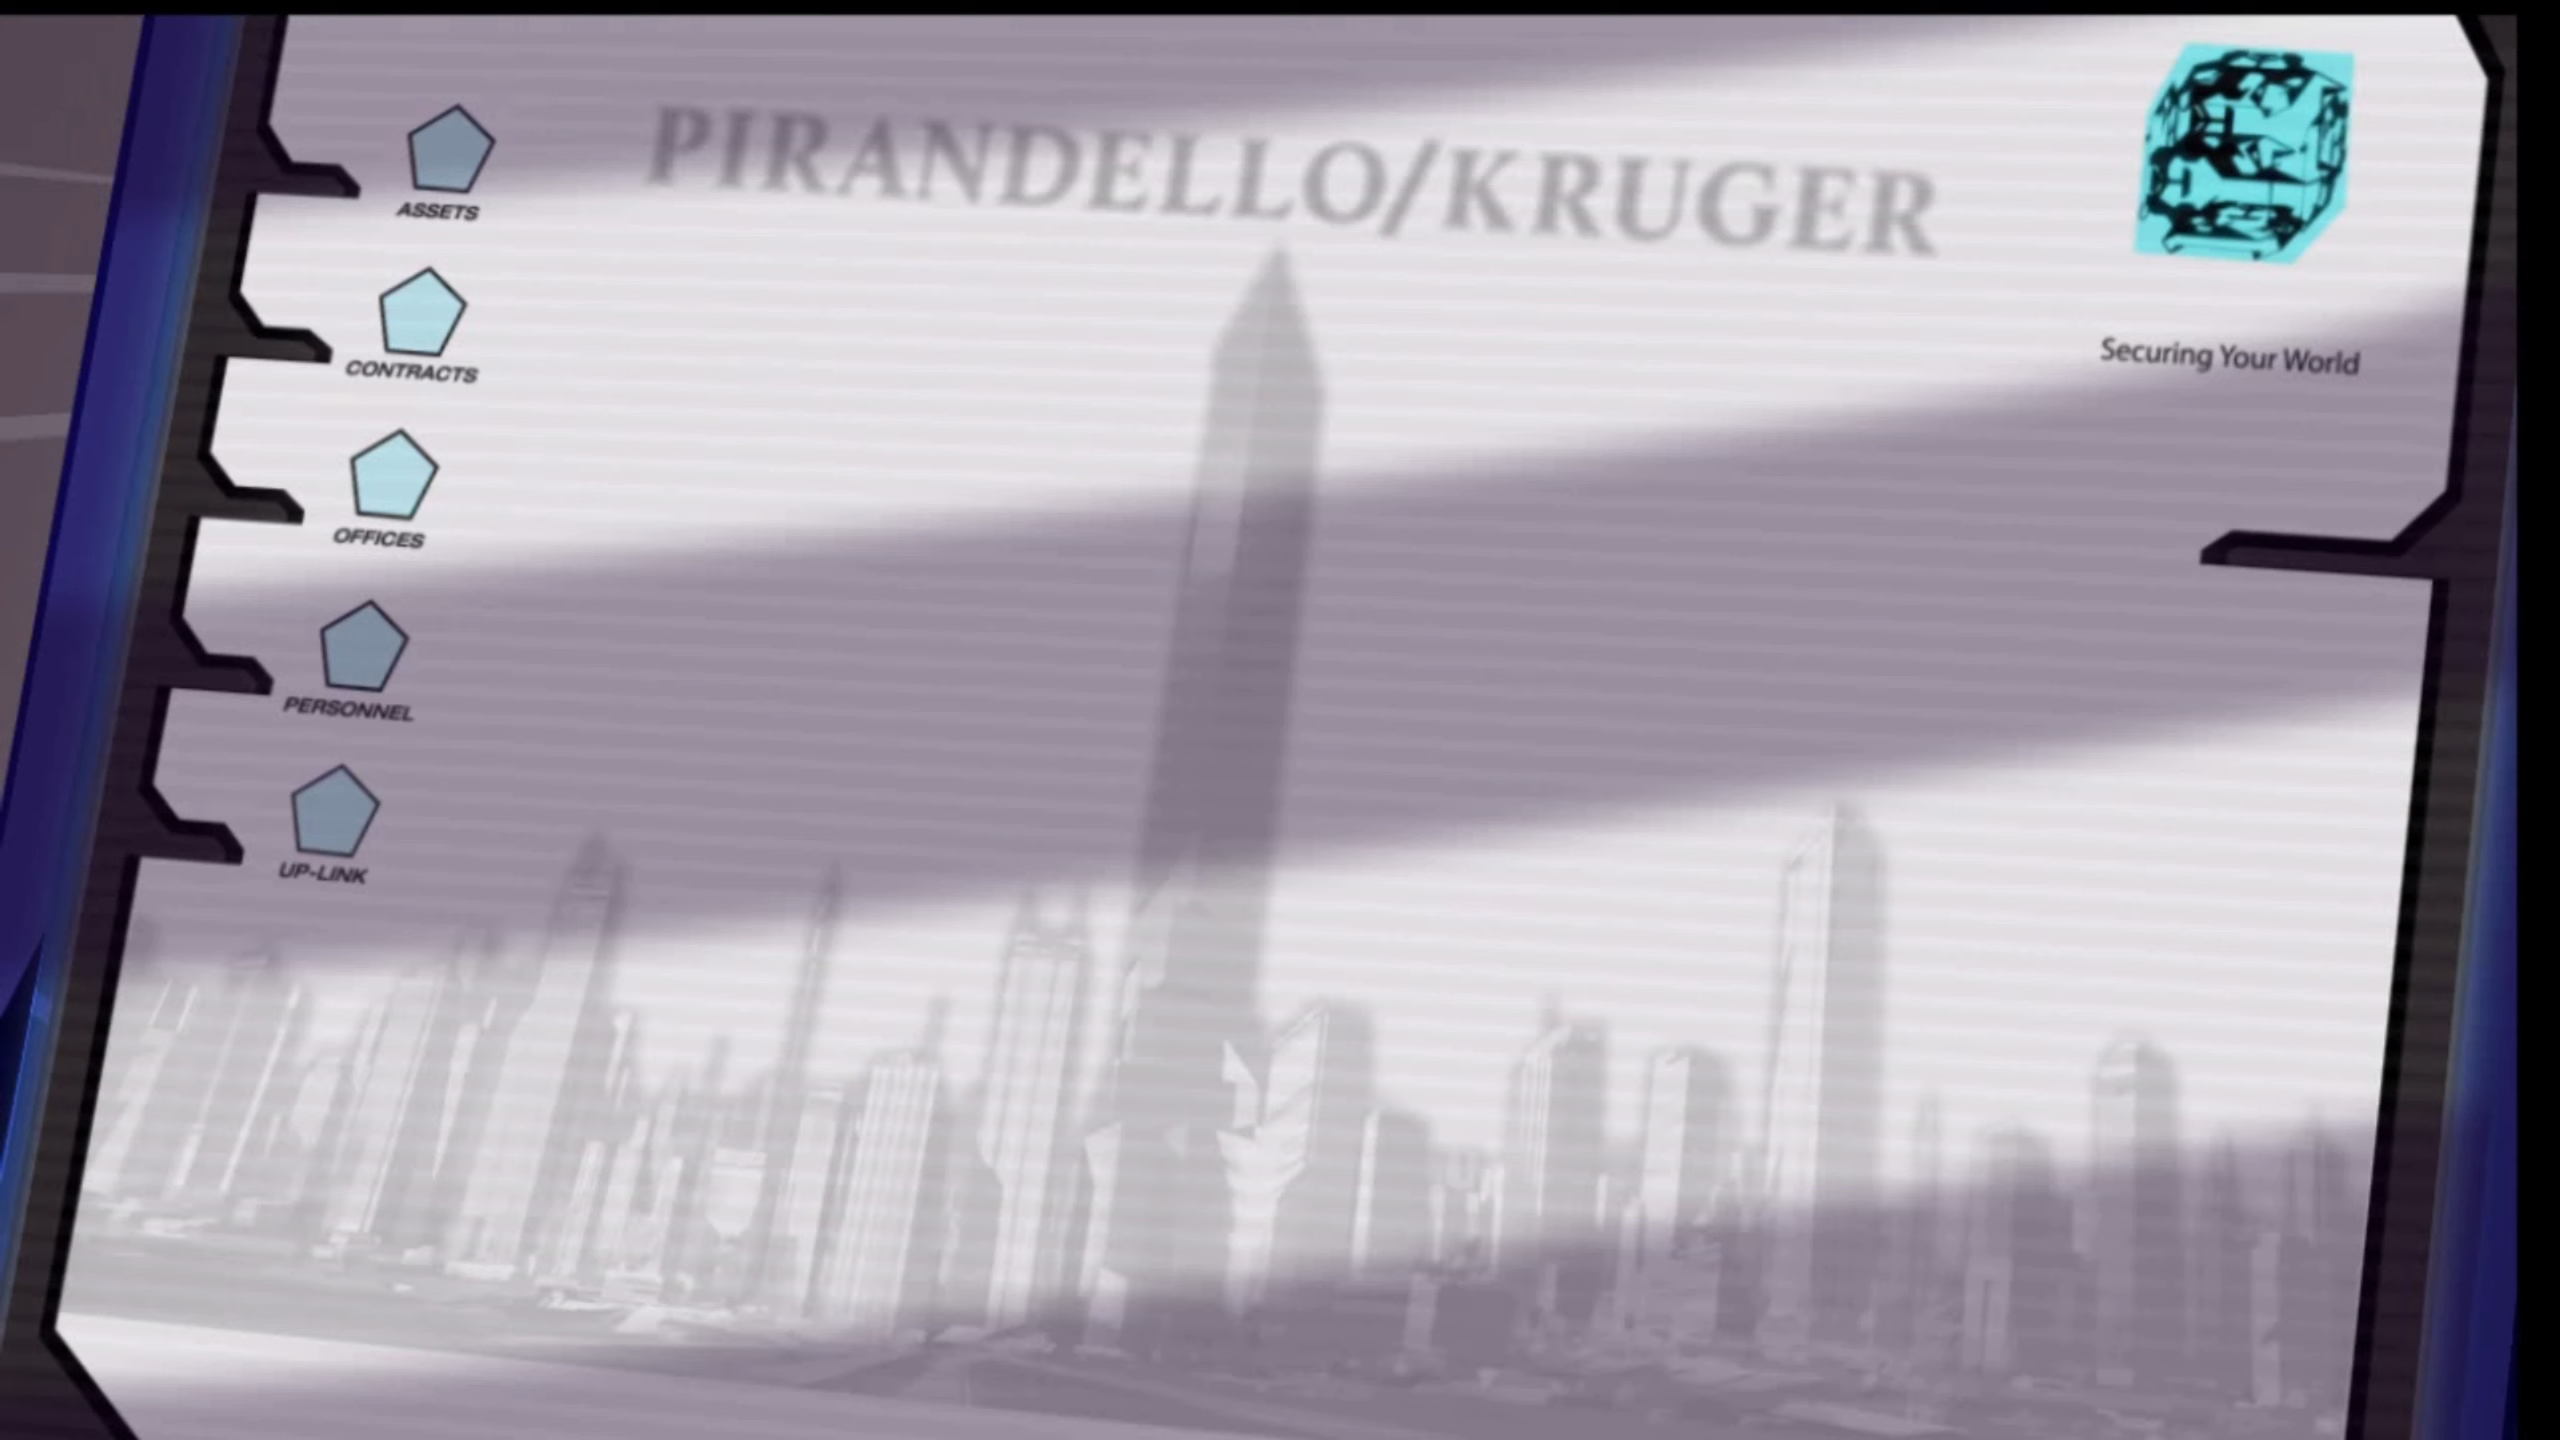 PIRANDELLO/KRUGER
Securing Your World
ASSETS
CONTRACTS
OFFICES
PERSONNEL
UP-LINK